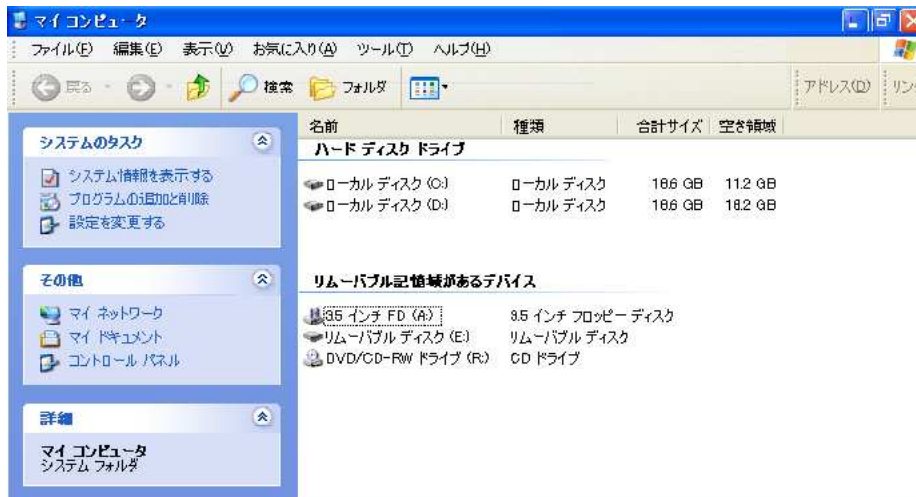 マイ コンピュータ
ファイル(F) 編集(E) 表示(V) お気に入り(A) ツール(T) ヘルプ(H)
戻る 検索 フォルダ アドレス(D) リン
システムのタスク
システム情報を表示する
プログラムの追加と削除
設定を変更する
その他
マイ ネットワーク
マイ ドキュメント
コントロール パネル
詳細
マイ コンピュータ
システム フォルダ
名前 種類 合計サイズ 空き領域
ハード ディスク ドライブ
ローカル ディスク (C:) ローカル ディスク 18.6 GB 11.2 GB
ローカル ディスク (D:) ローカル ディスク 18.6 GB 18.2 GB
リムーバブル記憶域があるデバイス
3.5 インチ FD (A:) 3.5 インチ フロッピー ディスク
リムーバブル ディスク (E:) リムーバブル ディスク
DVD/CD-RW ドライブ (R:) CD ドライブ